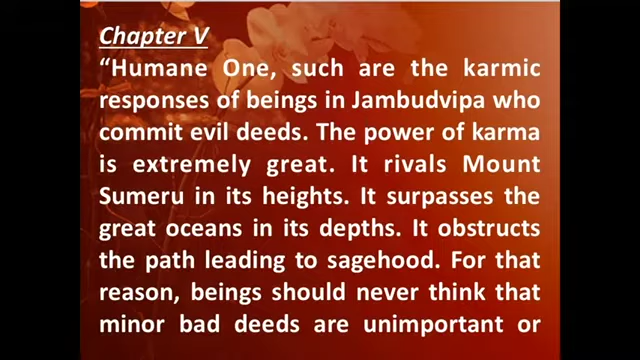 Chapter V
“Humane One, such are the karmic
responses of beings in Jambudvipa who
commit evil deeds. The power of karma
is extremely great. It rivals Mount
Sumeru in its heights. It surpasses the
great oceans in its depths. It obstructs
the path leading to sagehood. For that
reason, beings should never think that
minor bad deeds are unimportant or